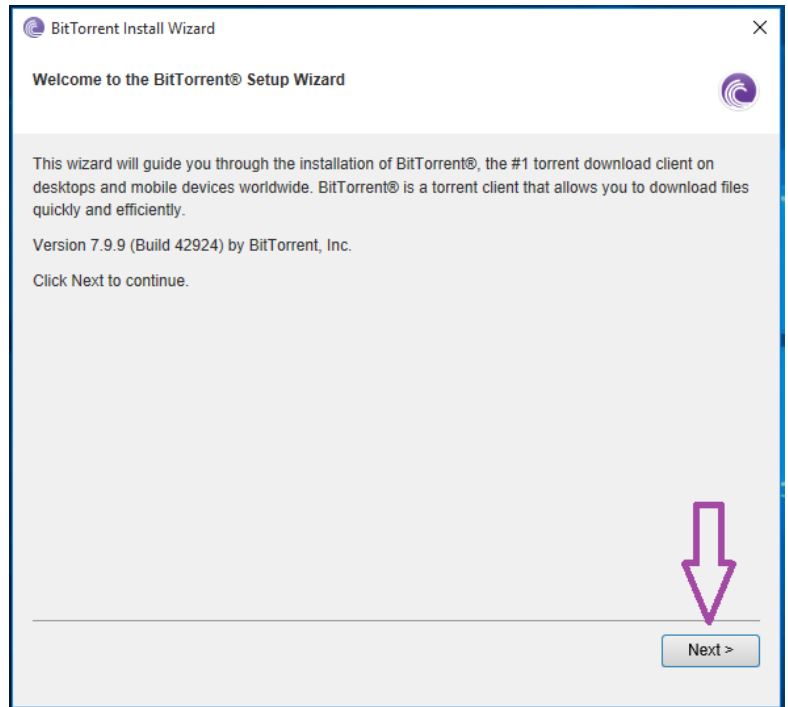 BitTorrent Install Wizard
Welcome to the BitTorrent® Setup Wizard
This wizard will guide you through the installation of BitTorrent®, the #1 torrent download client on
desktops and mobile devices worldwide. BitTorrent® is a torrent client that allows you to download files
quickly and efficiently.
Version 7.9.9 (Build 42924) by BitTorrent, Inc.
Click Next to continue.
Next >